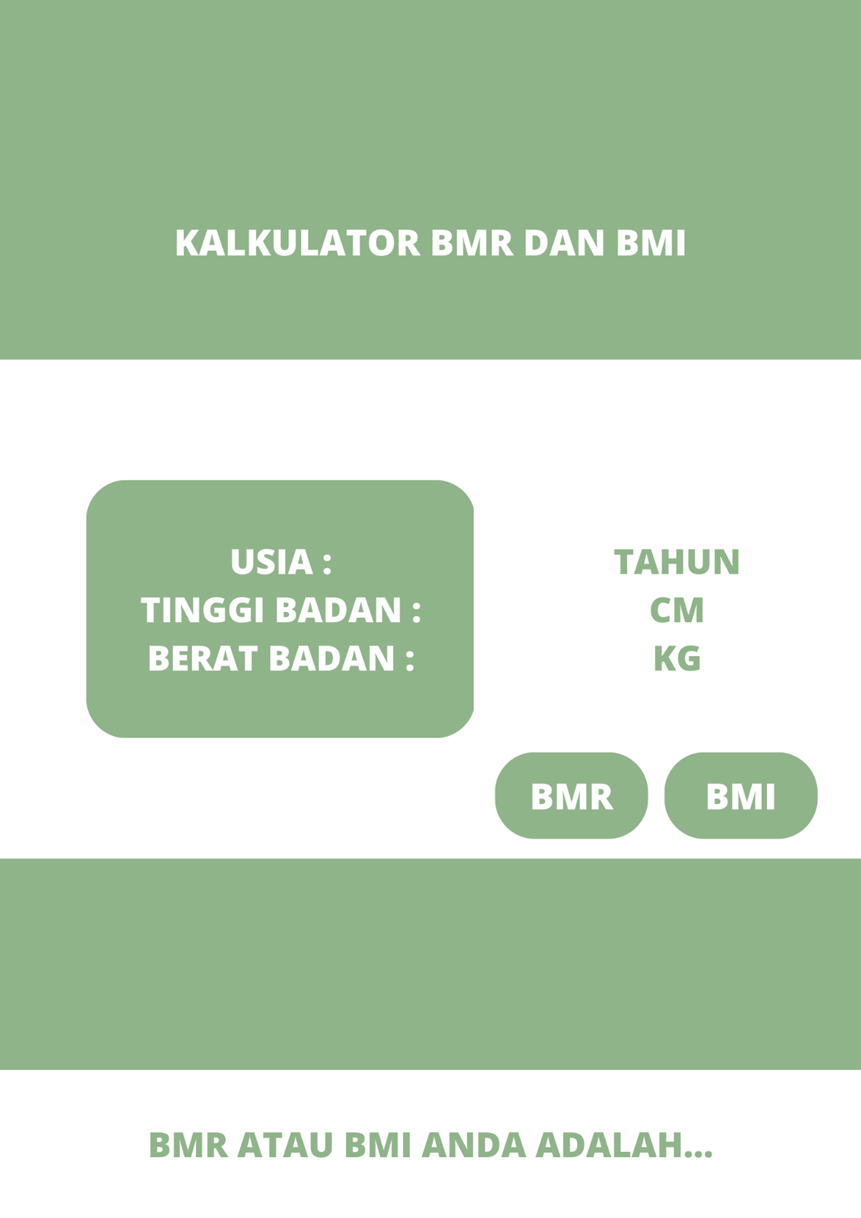 KALKULATOR BMR DAN BMI
USIA :
TINGGI BADAN :
BERAT BADAN :
TAHUN
CM
KG
BMR
BMI
BMR ATAU BMI ANDA ADALAH...